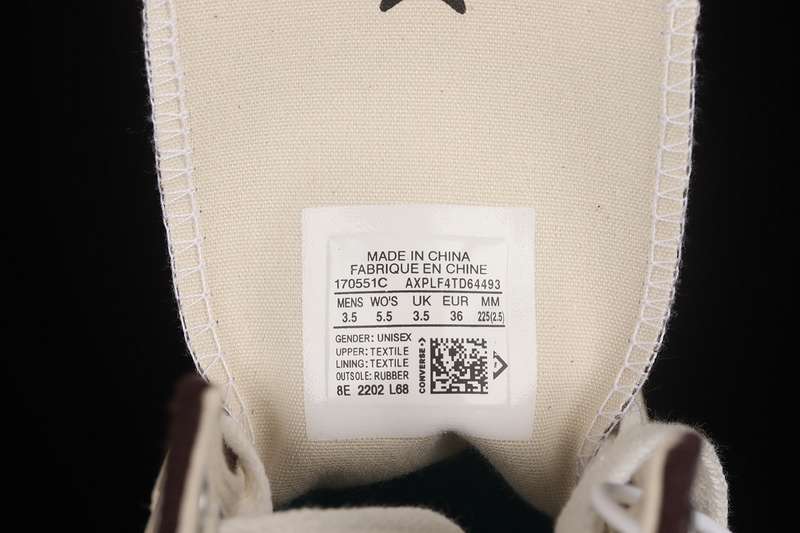 MADE IN CHINA
FABRIQUE EN CHINE
170551C AXPLF4TD64493
MENS WO'S UK EUR MM
3.5 5.5 3.5 36 225(2.5)
GENDER: UNISEX
UPPER: TEXTILE
LINING: TEXTILE
OUTSOLE: RUBBER
8E 2202 L68
CONVERSE